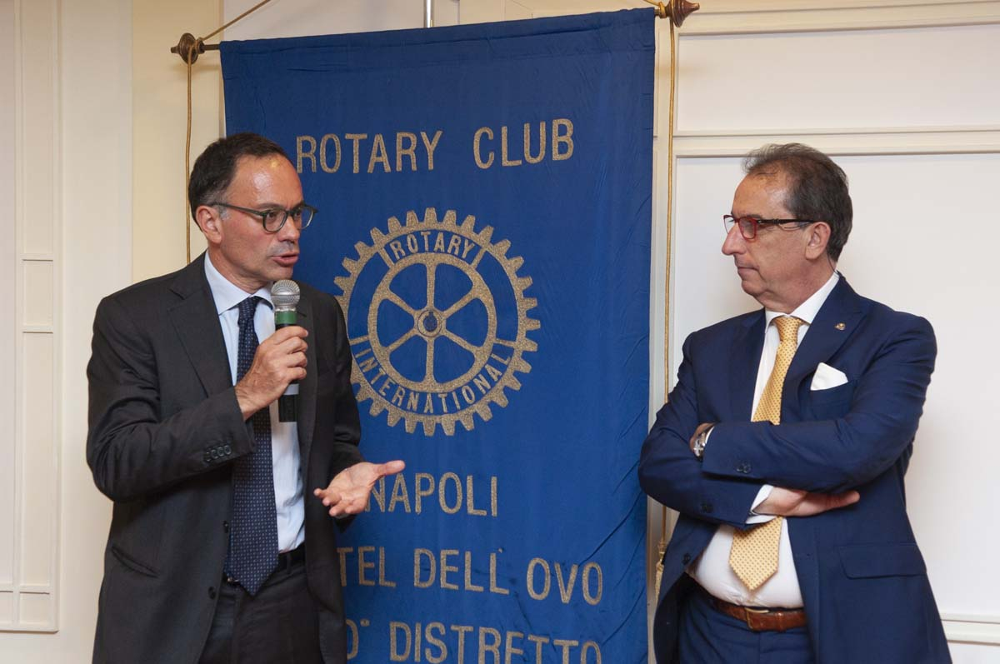 ROTARY CLUB
ROTARY
INTERNATIONAL
NAPOLI
TEL DELL'OVO
DISTRETTO